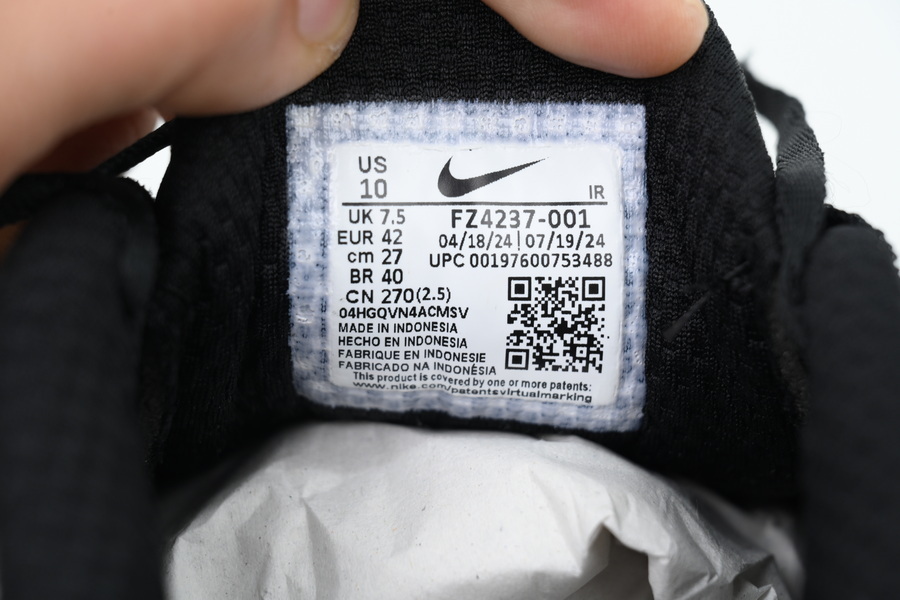 US
10
IR
UK 7.5
EUR 42
cm 27
BR 40
CN 270(2.5)
FZ4237-001
04/18/24|07/19/24
UPC 00197600753488
04HGQVN4ACMSV
MADE IN INDONESIA
HECHO EN INDONESIA
FABRIQUE EN INDONESIE
FABRICADO NA INDONÉSIA
This product is covered by one or more patents:
www.nike.com/patentsvirtualmarking